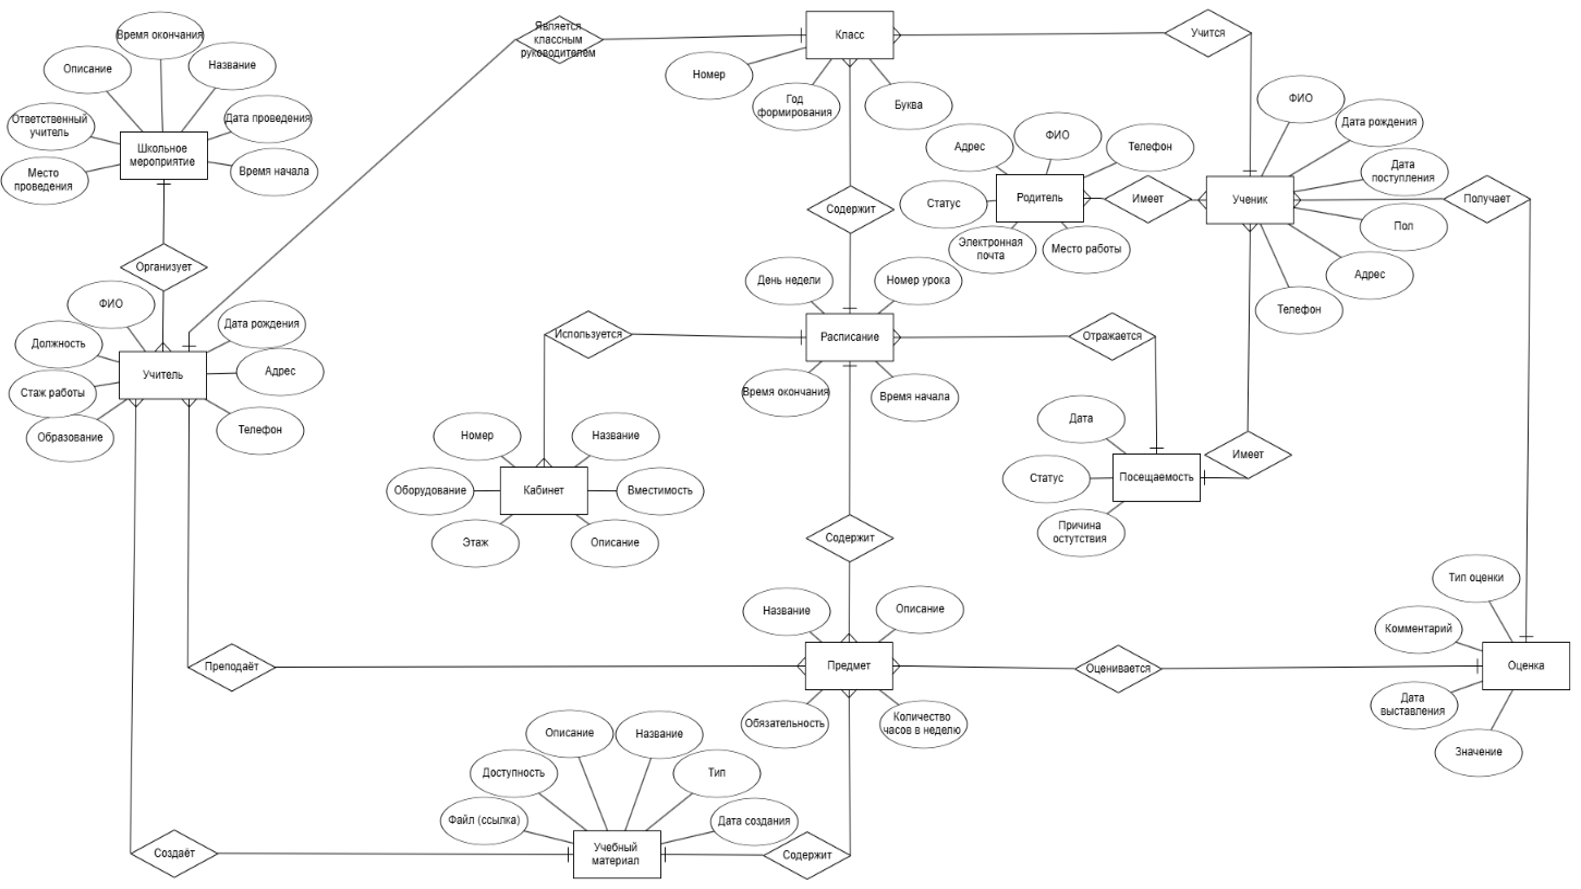 Время окончания
Описание
Название
Ответственный
учитель
Дата проведения
Школьное
мероприятие
Место
проведения
Время начала
Организует
Является
классным
руководителем
Класс
Номер
Год
формирования
Буква
Учится
ФИО
Дата рождения
Дата
поступления
Пол
Адрес
Телефон
Ученик
Получает
Имеет
Адрес
ФИО
Телефон
Статус
Родитель
Электронная
почта
Место работы
Содержит
День недели
Номер урока
Расписание
Время окончания
Время начала
Используется
Отражается
ФИО
Должность
Дата рождения
Учитель
Адрес
Стаж работы
Образование
Телефон
Номер
Название
Оборудование
Кабинет
Вместимость
Этаж
Описание
Дата
Статус
Посещаемость
Причина
остутствия
Имеет
Содержит
Название
Описание
Предмет
Обязательность
Количество
часов в неделю
Преподаёт
Оценивается
Тип оценки
Комментарий
Оценка
Дата
выставления
Значение
Описание
Название
Доступность
Тип
Файл (ссылка)
Дата создания
Учебный
материал
Создаёт
Содержит